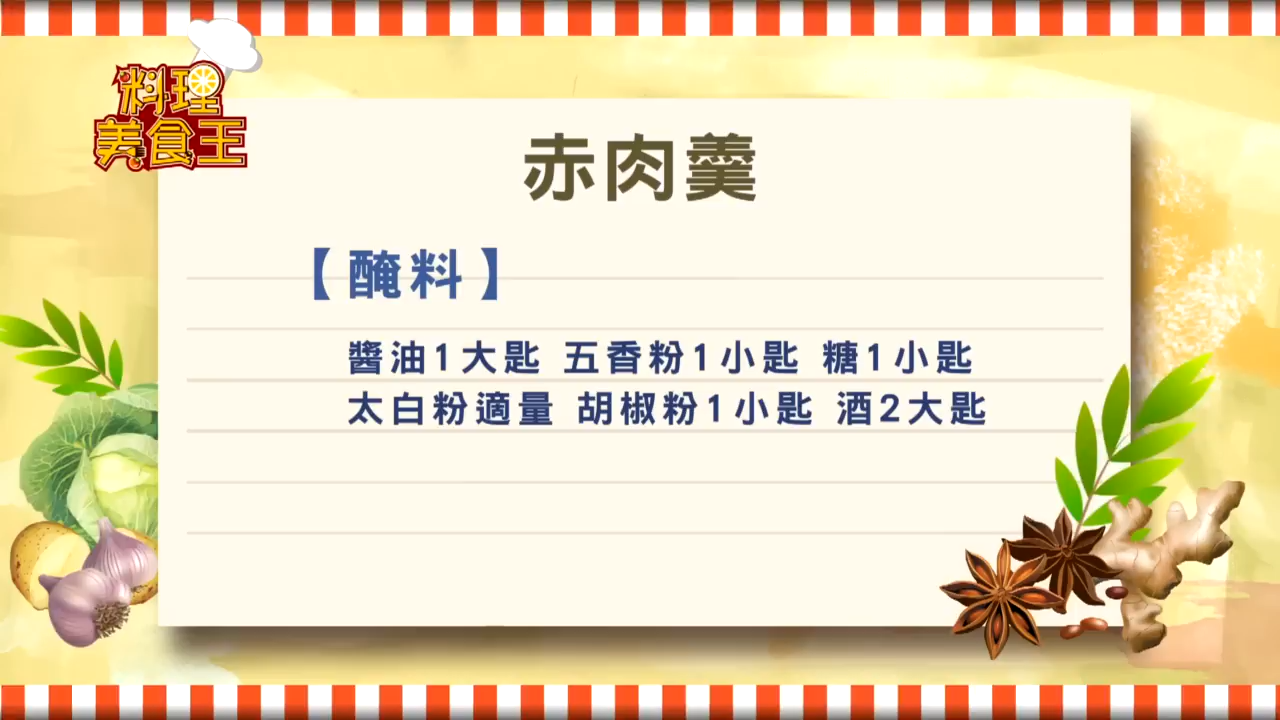 料理
美食王
赤肉羹
【醃料】
醬油1大匙 五香粉1小匙 糖1小匙
太白粉適量 胡椒粉1小匙 酒2大匙